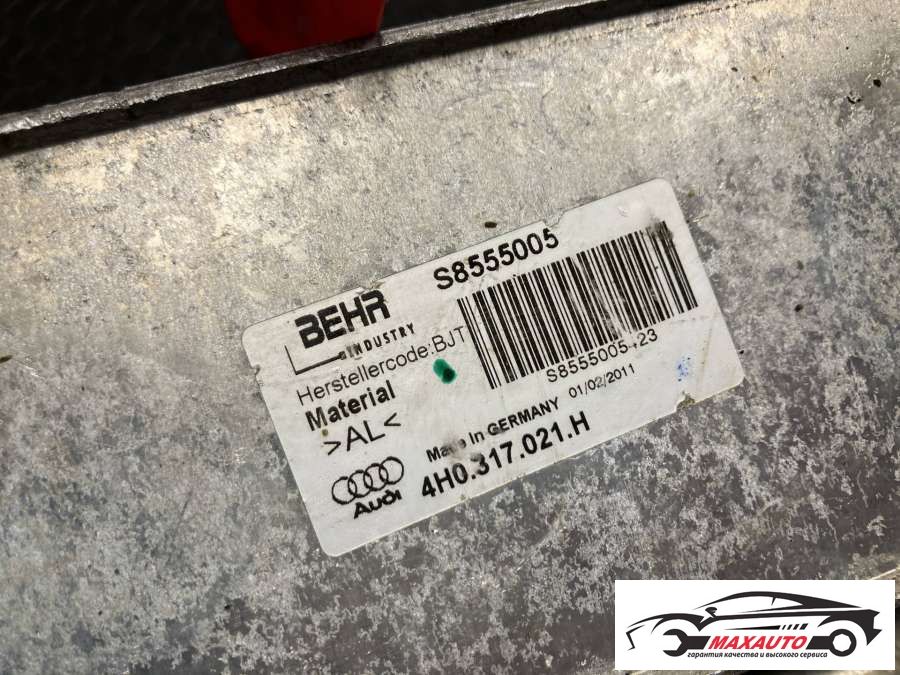 S8555005
BEHR
INDUSTRY
Herstellercode:BJT
S8555005 23
Material
01/02/2011
>AL<
Made In GERMANY
4H0.317.021.H
Audi
MAXAUTO
гарантия качества и высокого сервиса